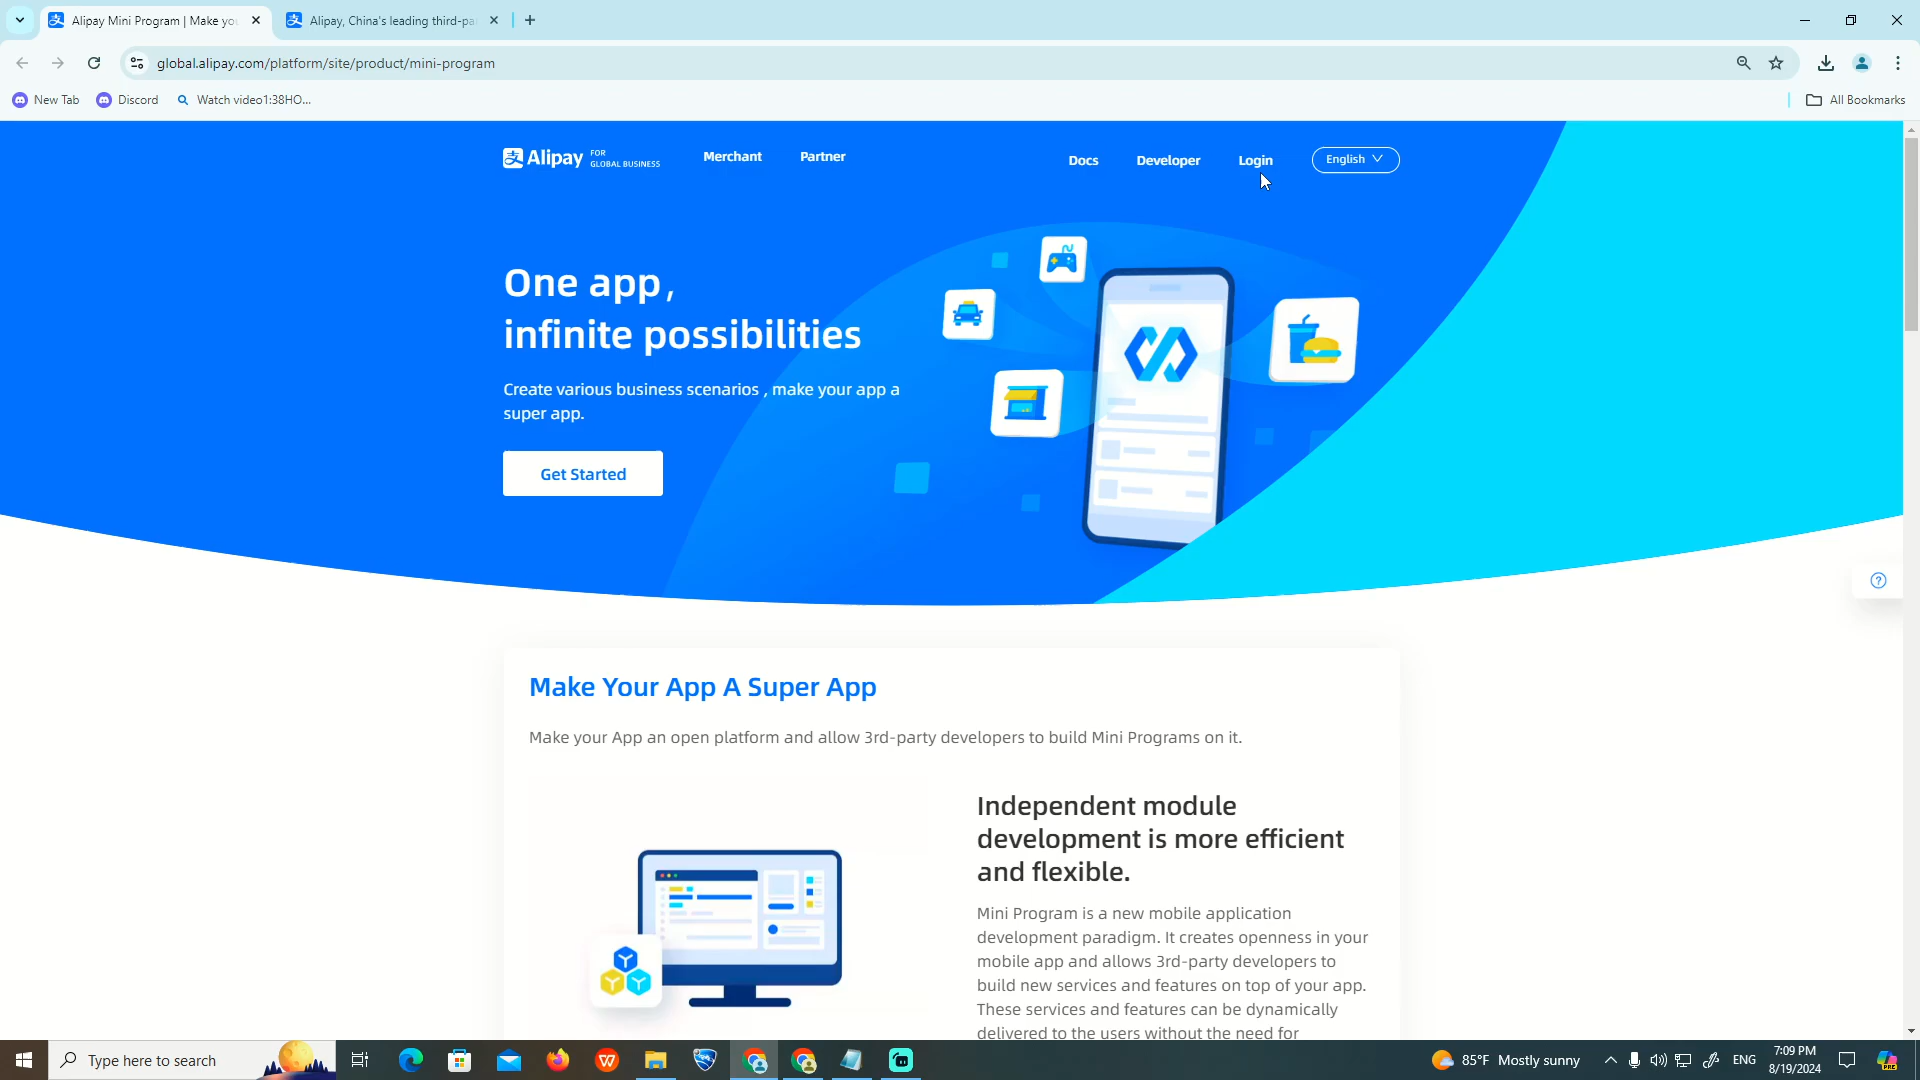 Alipay Mini Program | Make yo
Alipay, China's leading third-pa
global.alipay.com/platform/site/product/mini-program
New Tab
Discord
Watch video1:38HO...
All Bookmarks
Alipay
FOR
GLOBAL BUSINESS
Merchant
Partner
Docs
Developer
Login
English
One app,
infinite possibilities
Create various business scenarios , make your app a
super app.
Get Started
Make Your App A Super App
Make your App an open platform and allow 3rd-party developers to build Mini Programs on it.
Independent module
development is more efficient
and flexible.
Mini Program is a new mobile application
development paradigm. It creates openness in your
mobile app and allows 3rd-party developers to
build new services and features on top of your app.
These services and features can be dynamically
delivered to the users without the need for
Type here to search
85°F Mostly sunny
ENG
7:09 PM
8/19/2024